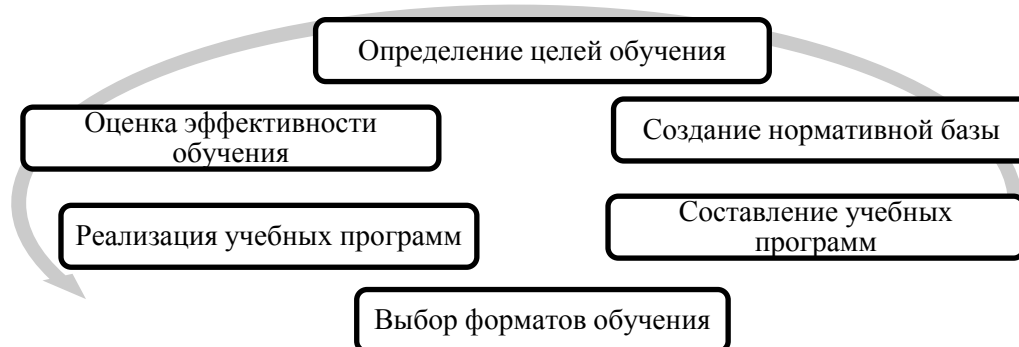 Определение целей обучения
Оценка эффективности
обучения
Создание нормативной базы
Реализация учебных программ
Составление учебных
программ
Выбор форматов обучения